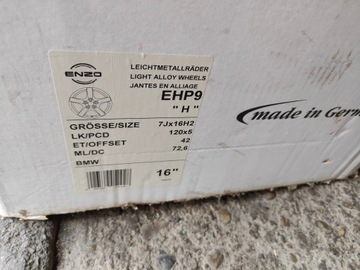 ENZO
LEICHTMETALLRÄDER
LIGHT ALLOY WHEELS
JANTES EN ALLIAGE
EHP9
"H"
GRÖSSE/SIZE 7Jx16H2
LK/PCD 120x5
ET/OFFSET 42
ML/DC 72,6
BMW
16"
made in Germ